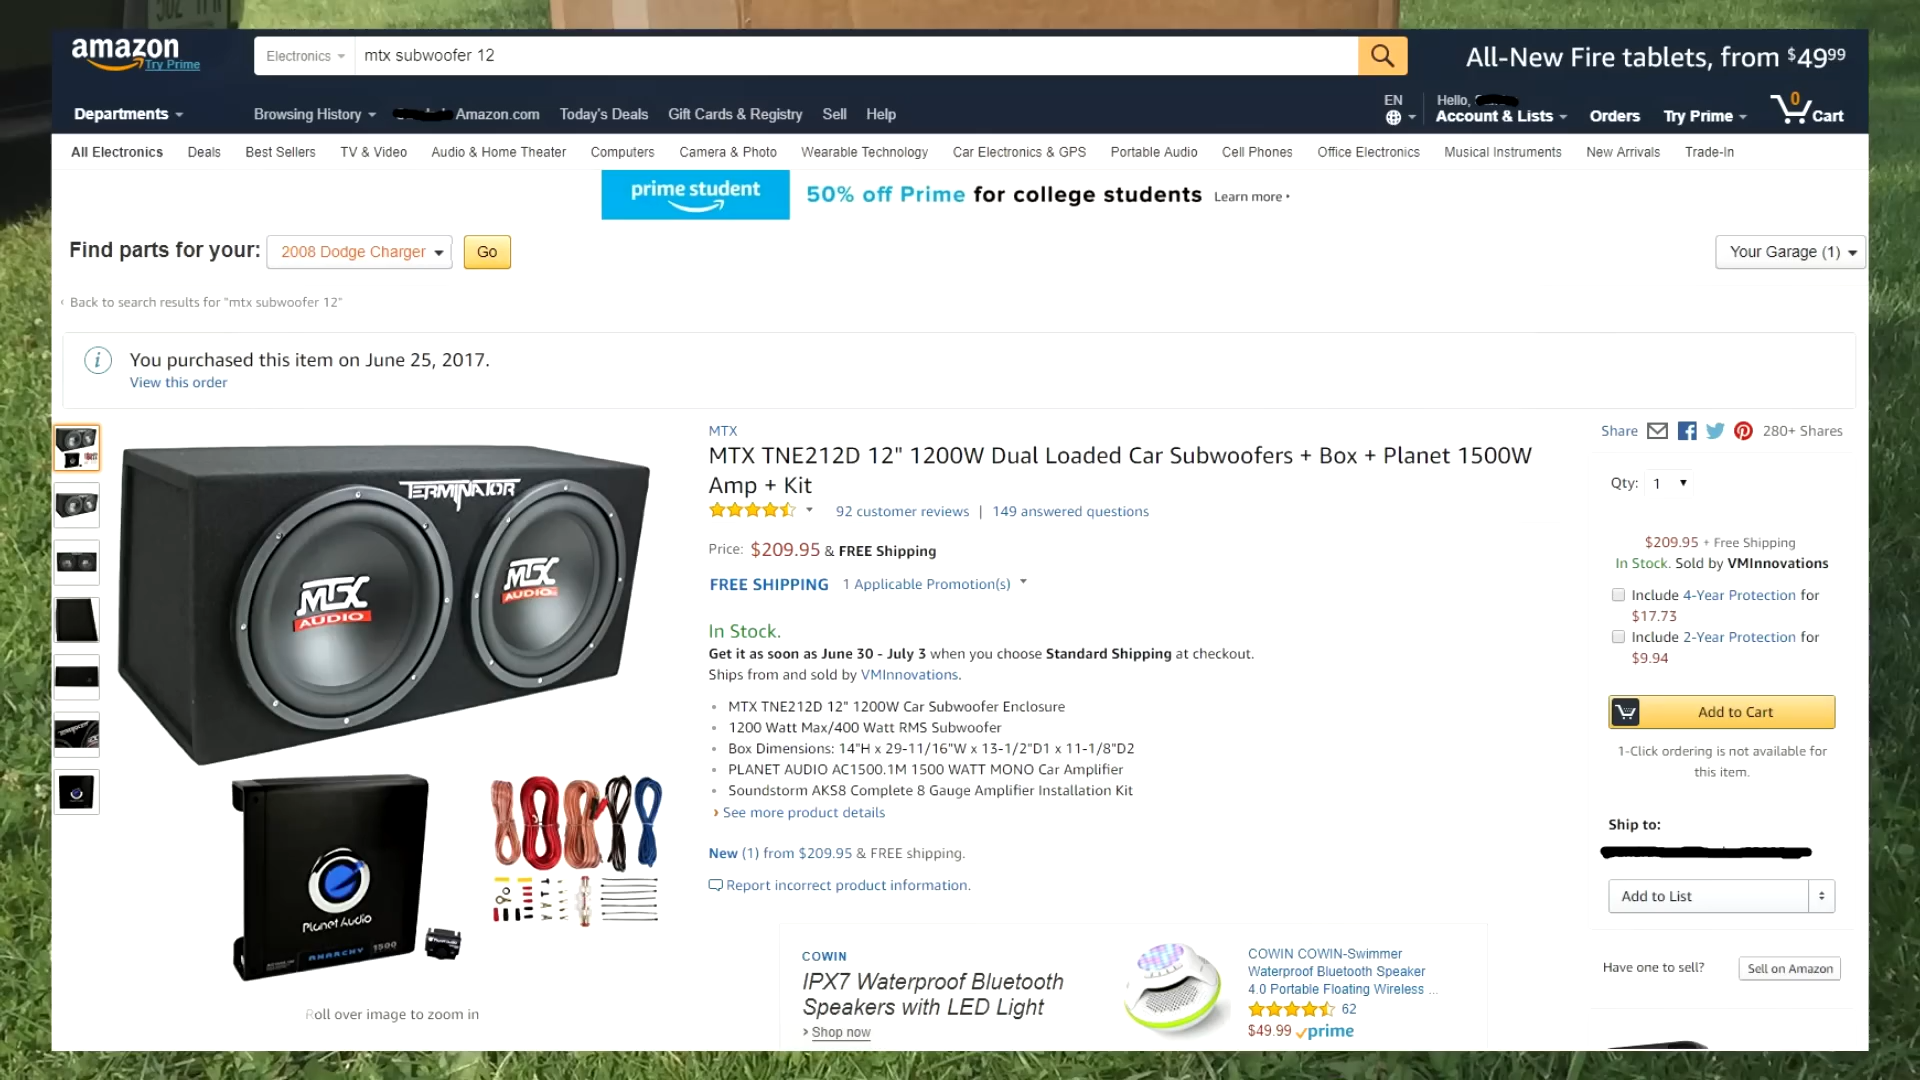 amazon
Try Prime
Electronics
mtx subwoofer 12
All-New Fire tablets, from $49⁹⁹
Departments
Browsing History
Amazon.com
Today's Deals
Gift Cards & Registry
Sell
Help
EN
Hello,
Account & Lists
Orders
Try Prime
0
Cart
All Electronics
Deals
Best Sellers
TV & Video
Audio & Home Theater
Computers
Camera & Photo
Wearable Technology
Car Electronics & GPS
Portable Audio
Cell Phones
Office Electronics
Musical Instruments
New Arrivals
Trade-In
prime student
50% off Prime for college students Learn more
Find parts for your:
2008 Dodge Charger
Go
Your Garage (1)
‹ Back to search results for "mtx subwoofer 12"
You purchased this item on June 25, 2017.
View this order
TERMINATOR
MTX
AUDIO
MTX
AUDIO
Planet Audio
ANARCHY 1500
Roll over image to zoom in
MTX
MTX TNE212D 12" 1200W Dual Loaded Car Subwoofers + Box + Planet 1500W
Amp + Kit
92 customer reviews | 149 answered questions
Price: $209.95 & FREE Shipping
FREE SHIPPING 1 Applicable Promotion(s)
In Stock.
Get it as soon as June 30 - July 3 when you choose Standard Shipping at checkout.
Ships from and sold by VMInnovations.
• MTX TNE212D 12" 1200W Car Subwoofer Enclosure
• 1200 Watt Max/400 Watt RMS Subwoofer
• Box Dimensions: 14"H x 29-11/16"W x 13-1/2"D1 x 11-1/8"D2
• PLANET AUDIO AC1500.1M 1500 WATT MONO Car Amplifier
• Soundstorm AKS8 Complete 8 Gauge Amplifier Installation Kit
› See more product details
New (1) from $209.95 & FREE shipping.
Report incorrect product information.
COWIN
IPX7 Waterproof Bluetooth
Speakers with LED Light
› Shop now
COWIN COWIN-Swimmer
Waterproof Bluetooth Speaker
4.0 Portable Floating Wireless ...
62
$49.99 prime
Share
280+ Shares
Qty: 1
$209.95 + Free Shipping
In Stock. Sold by VMInnovations
Include 4-Year Protection for
$17.73
Include 2-Year Protection for
$9.94
Add to Cart
1-Click ordering is not available for
this item.
Ship to:
Add to List
Have one to sell?
Sell on Amazon